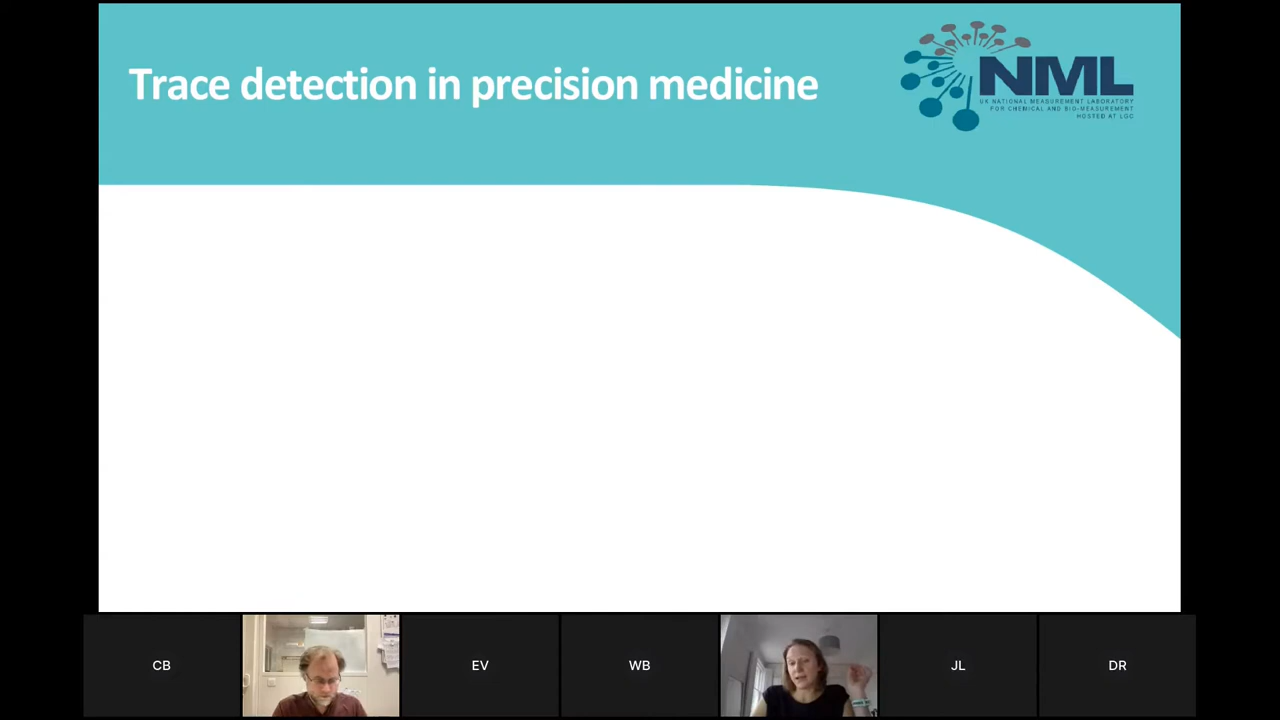 Trace detection in precision medicine
NML
UK NATIONAL MEASUREMENT LABORATORY
FOR CHEMICAL AND BIO-MEASUREMENT
HOSTED AT LGC
CB
EV
WB
JL
DR